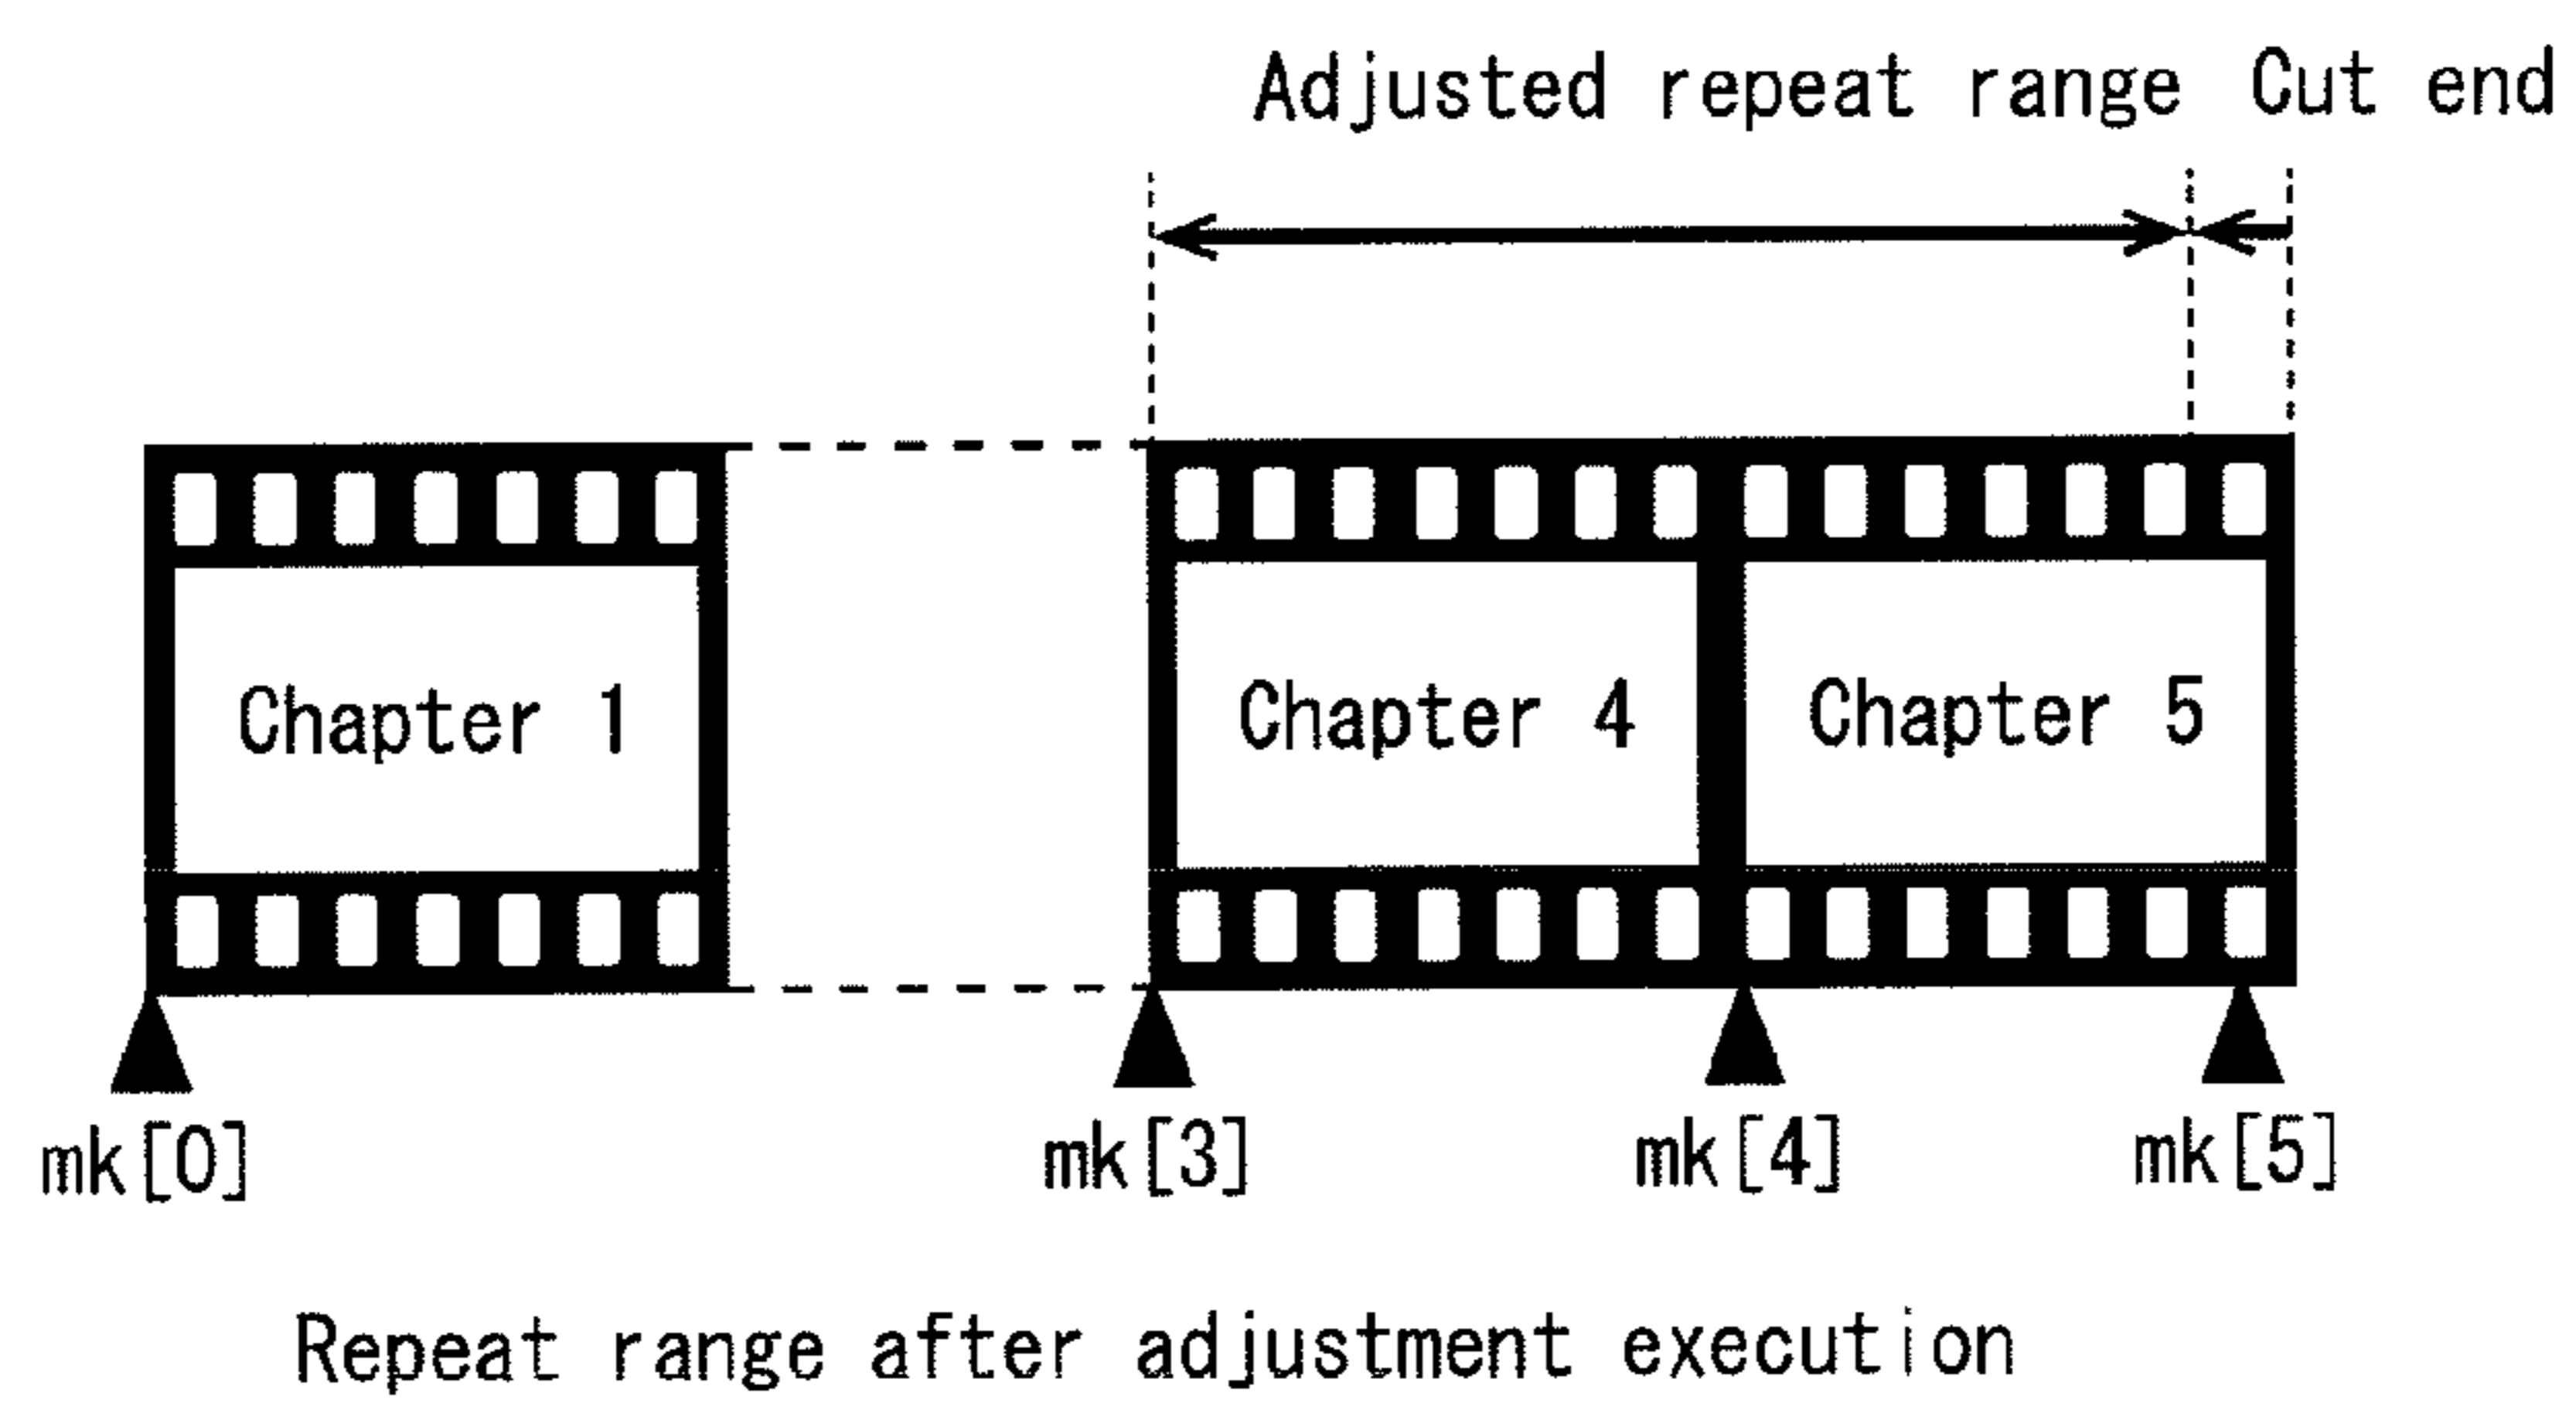 Adjusted repeat range Cut end
Chapter 1
Chapter 4
Chapter 5
mk[0]
mk[3]
mk[4]
mk[5]
Repeat range after adjustment execution